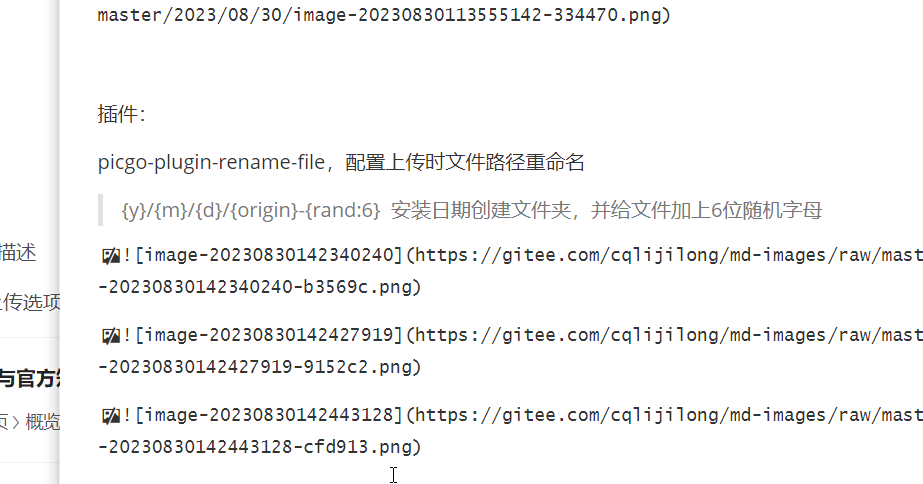 master/2023/08/30/image-20230830113555142-334470.png)
插件：
picgo-plugin-rename-file，配置上传时文件路径重命名
{y}/{m}/{d}/{origin}-{rand:6} 安装日期创建文件夹，并给文件加上6位随机字母
![image-20230830142340240](https://gitee.com/cqlijilong/md-images/raw/mast
-20230830142340240-b3569c.png)
![image-20230830142427919](https://gitee.com/cqlijilong/md-images/raw/mast
-20230830142427919-9152c2.png)
![image-20230830142443128](https://gitee.com/cqlijilong/md-images/raw/mast
-20230830142443128-cfd913.png)
描述
传选项
与官方
页 > 概览